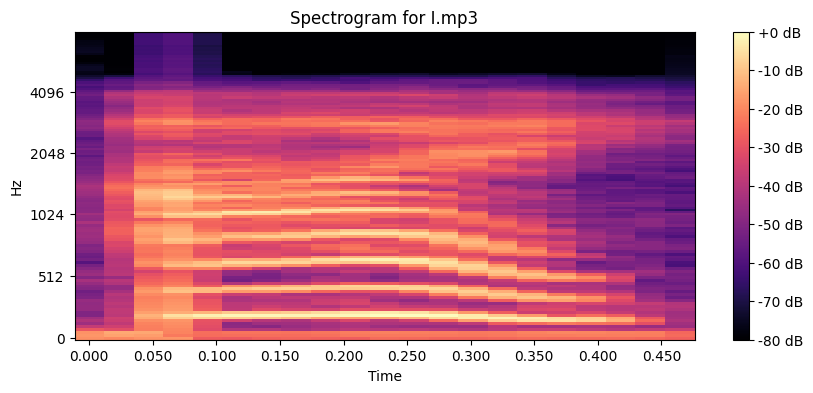 Spectrogram for I.mp3
Hz
4096
2048
1024
512
0
0.000 0.050 0.100 0.150 0.200 0.250 0.300 0.350 0.400 0.450
Time
+0 dB
-10 dB
-20 dB
-30 dB
-40 dB
-50 dB
-60 dB
-70 dB
-80 dB